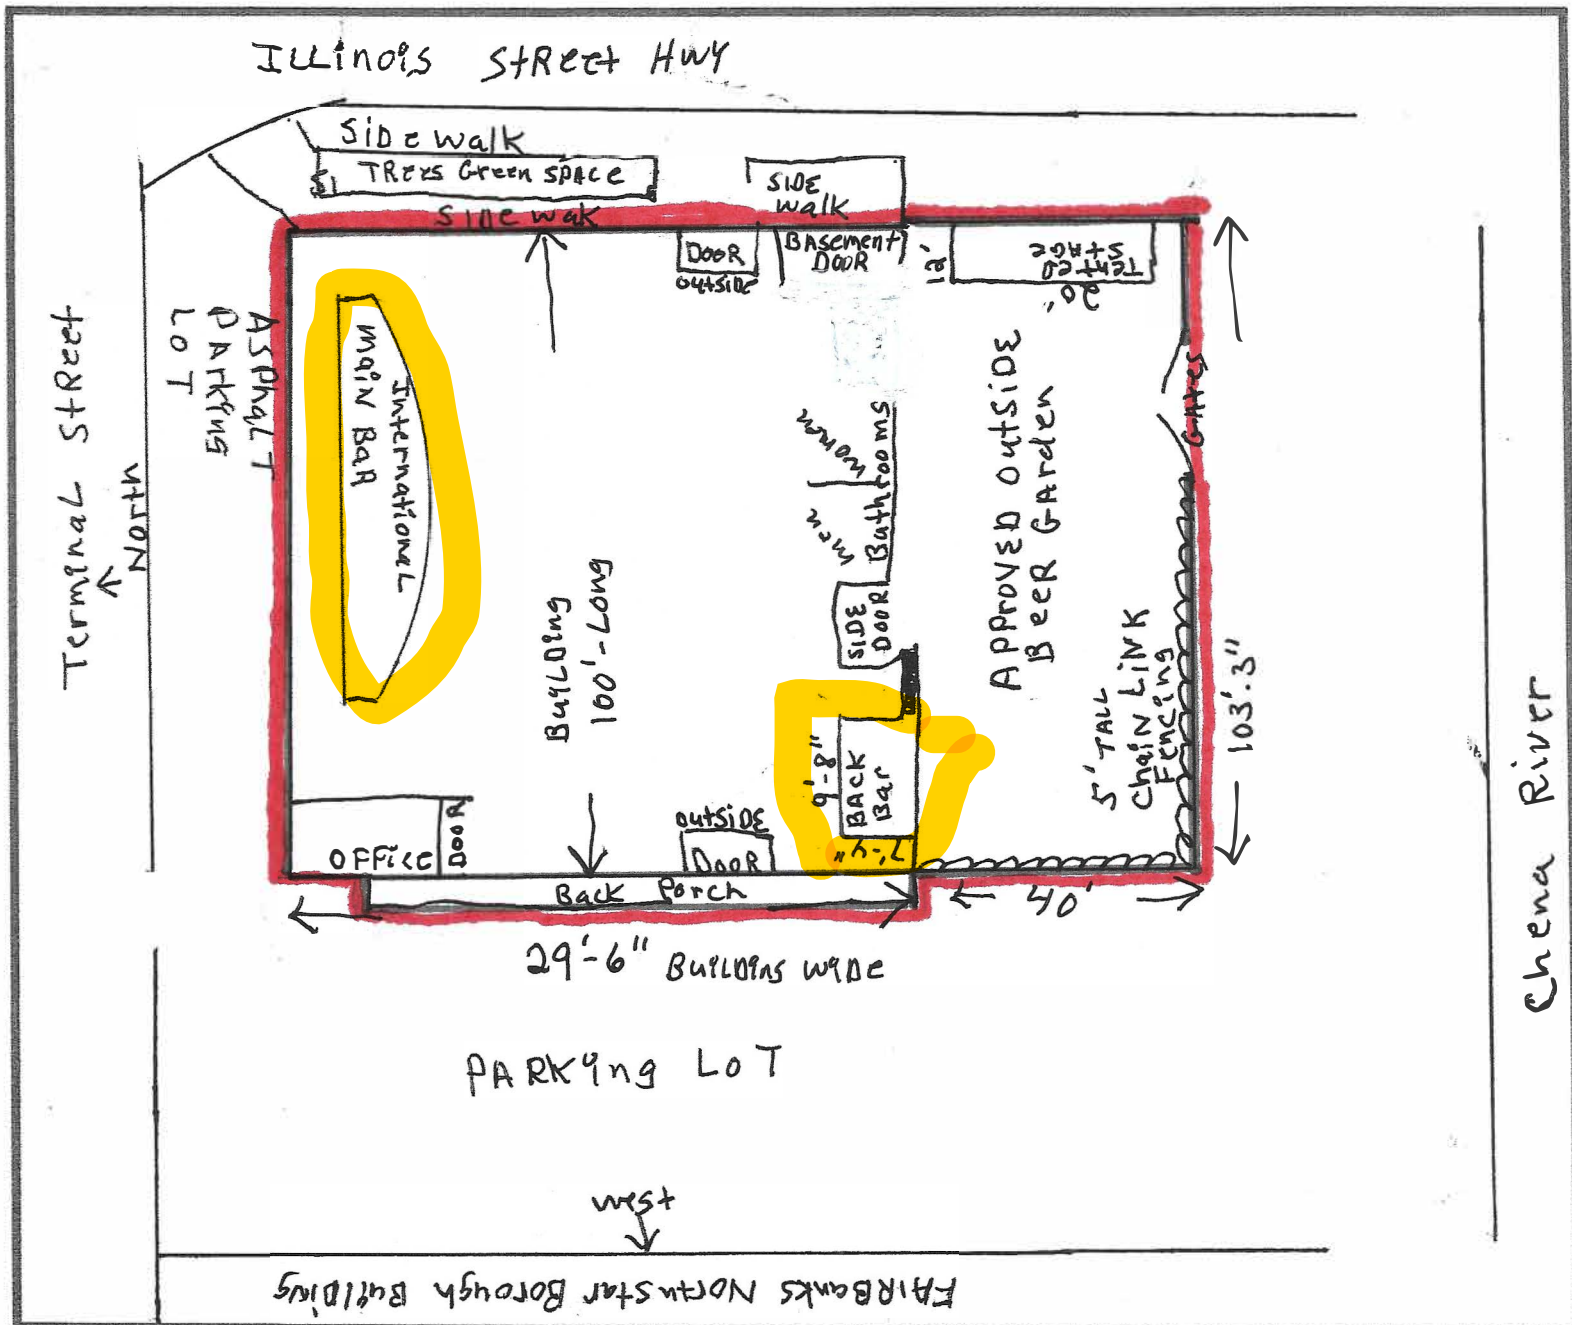 ILLinois StReet HWY
SiDe walk
TRees Green SPACe
SiDe wak
SIDE
walk
DooR
outsiDe
BAsement
DOOR
12'
TenteD
StAGE
20'
Terminal StReet
North
ASPhaLT
PArking
LoT
International
Main BaR
BuiLDing
100'-Long
women
men
Bathrooms
SIDE
DOOR
APPROVED OutSiDE
BeeR GArden
GAtes
5' TALL
ChaiN LiNK
Fencing
103'.3"
Chena River
9'-8"
BACK
Bar
7'-4"
OFFice
DOOR
outSiDE
DooR
Back Porch
40'
29'-6" BuiLDing wiDe
PARKing LoT
west
FAIRBanks NorthStar Borough BuilDing